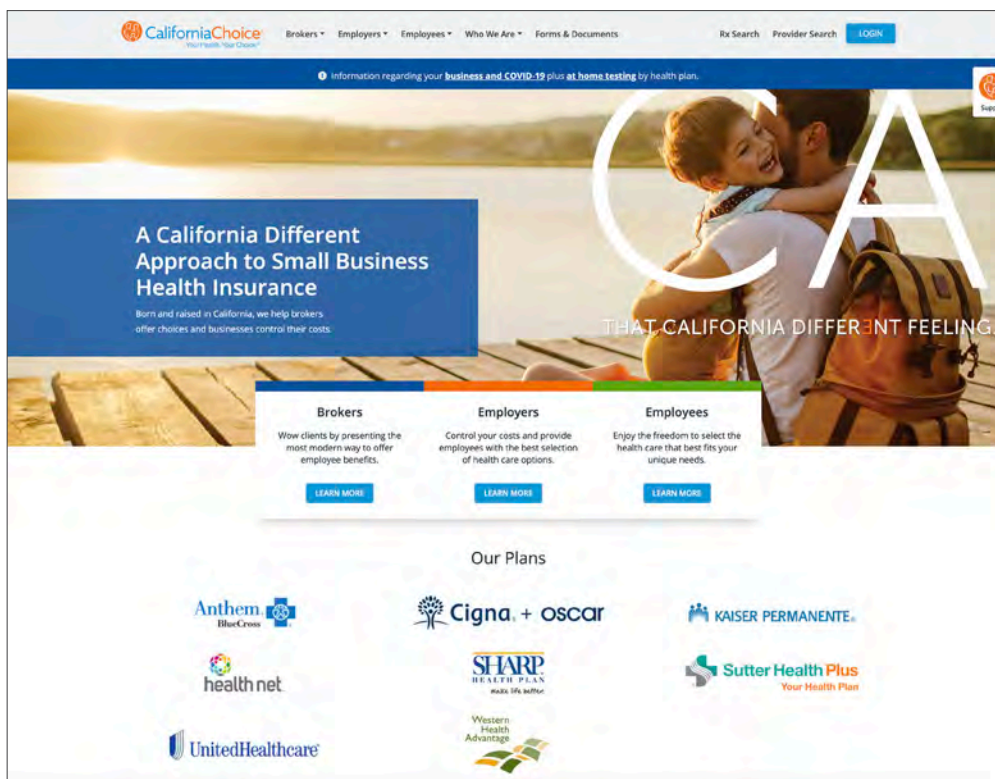 CaliforniaChoice
Your Health. Your Choice.
Brokers Employers Employees Who We Are Forms & Documents Rx Search Provider Search LOGIN
Information regarding your business and COVID-19 plus at home testing by health plan.
CA
A California Different
Approach to Small Business
Health Insurance
Born and raised in California, we help brokers
offer choices and businesses control their costs.
THAT CALIFORNIA DIFFERƎNT FEELING.
Brokers Employers Employees
Wow clients by presenting the Control your costs and provide Enjoy the freedom to select the
most modern way to offer employees with the best selection health care that best fits your
employee benefits. of health care options. unique needs.
LEARN MORE LEARN MORE LEARN MORE
Our Plans
Anthem. Cigna. + oscar KAISER PERMANENTE®
BlueCross
health net SHARP. Sutter Health Plus
HEALTH PLAN Your Health Plan
make life better
UnitedHealthcare Western
Health
Advantage